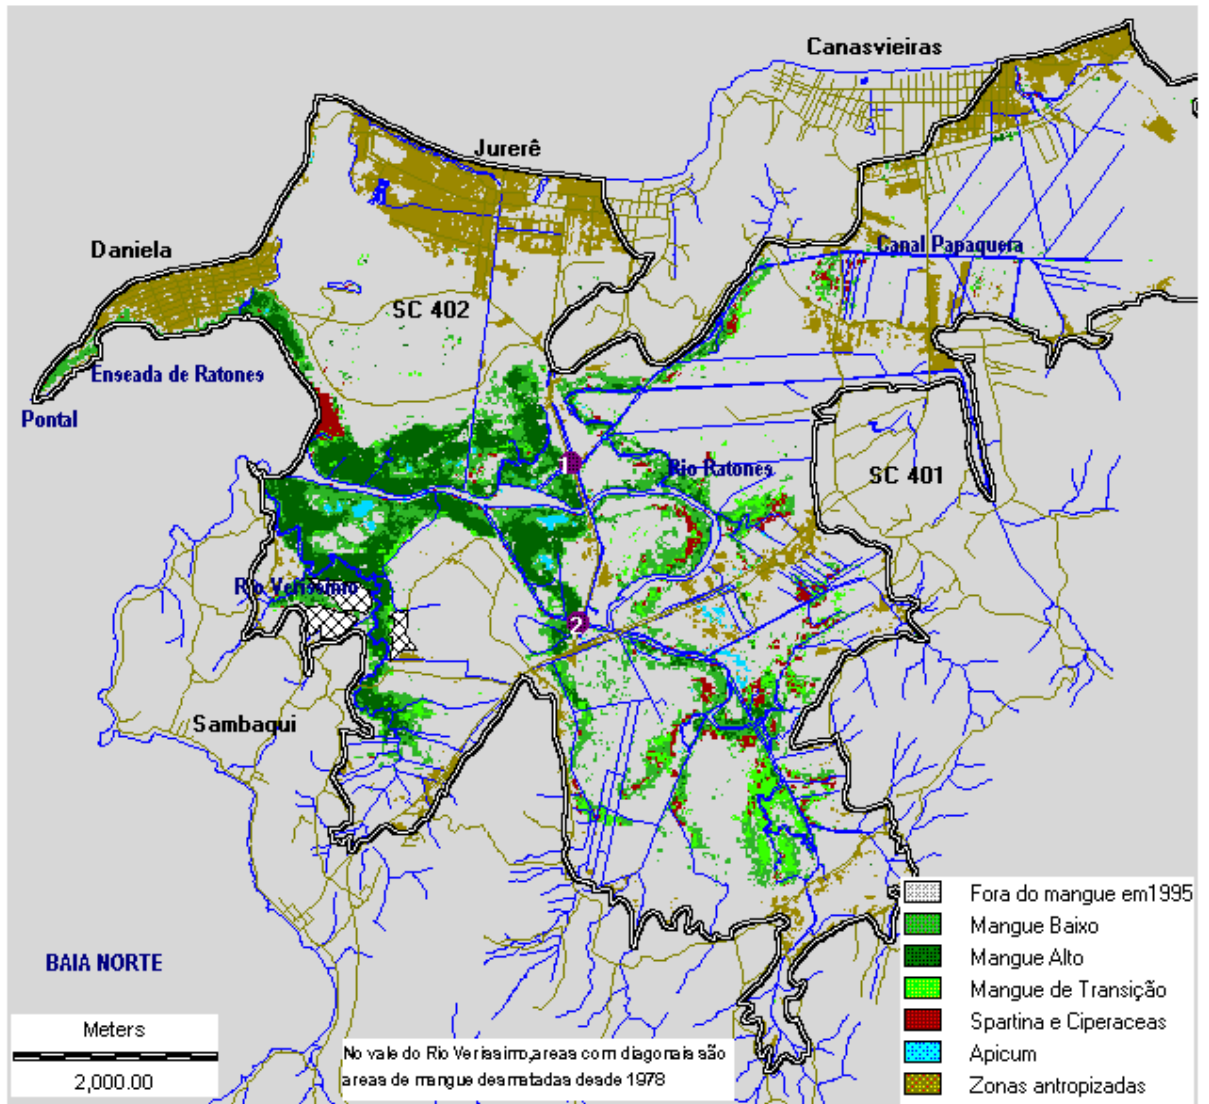 Canasvieiras
Jurerê
Daniela
Canal Papaquera
SC 402
Enseada de Ratones
Pontal
1
Rio Ratones
SC 401
Rio Verissimo
2
Sambaqui
BAIA NORTE
Meters
2,000.00
No vale do Rio Verissimo,areas com diagonais são
areas de mangue desmatadas desde 1978
Fora do mangue em1995
Mangue Baixo
Mangue Alto
Mangue de Transição
Spartina e Ciperaceas
Apicum
Zonas antropizadas